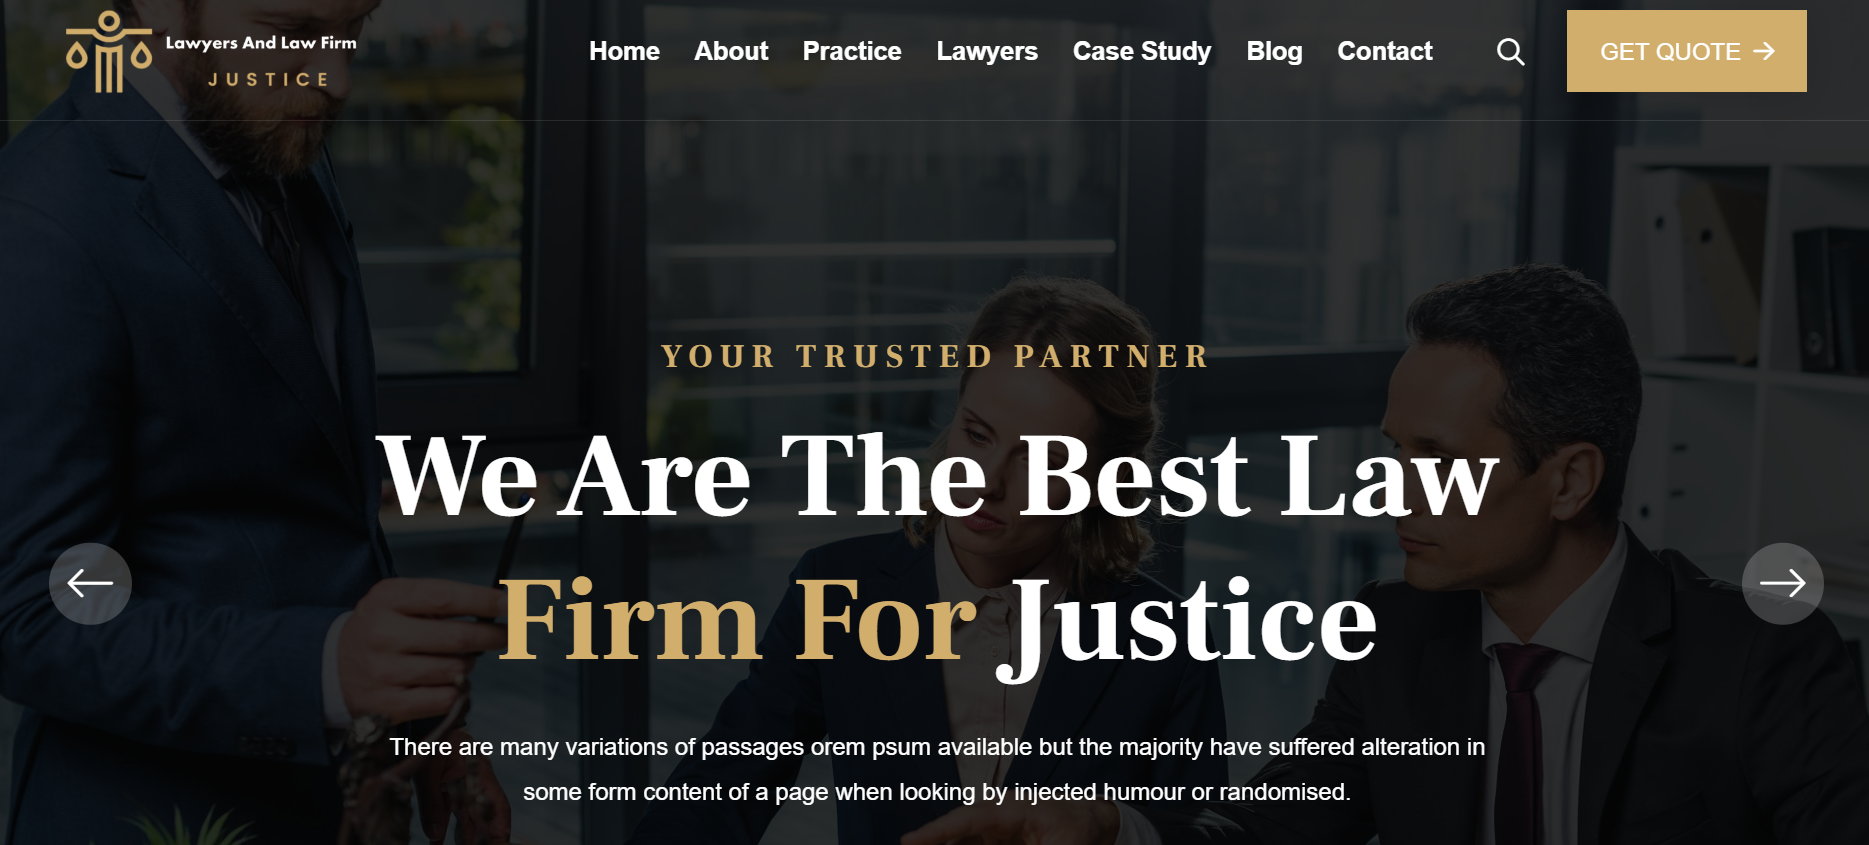 Lawyers And Law Firm
JUSTICE
Home About Practice Lawyers Case Study Blog Contact
GET QUOTE
YOUR TRUSTED PARTNER
We Are The Best Law
Firm For Justice
There are many variations of passages orem psum available but the majority have suffered alteration in
some form content of a page when looking by injected humour or randomised.